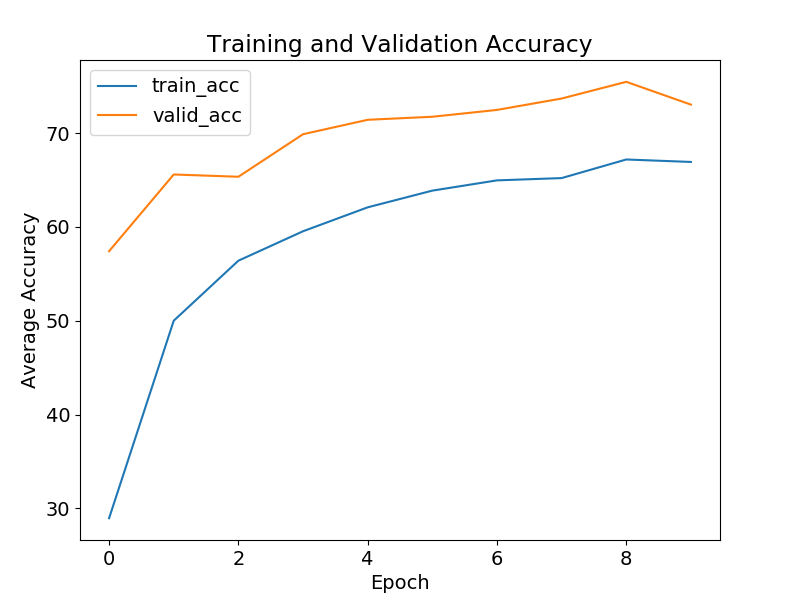 Training and Validation Accuracy
train_acc
valid_acc
Average Accuracy
70
60
50
40
30
0 2 4 6 8
Epoch